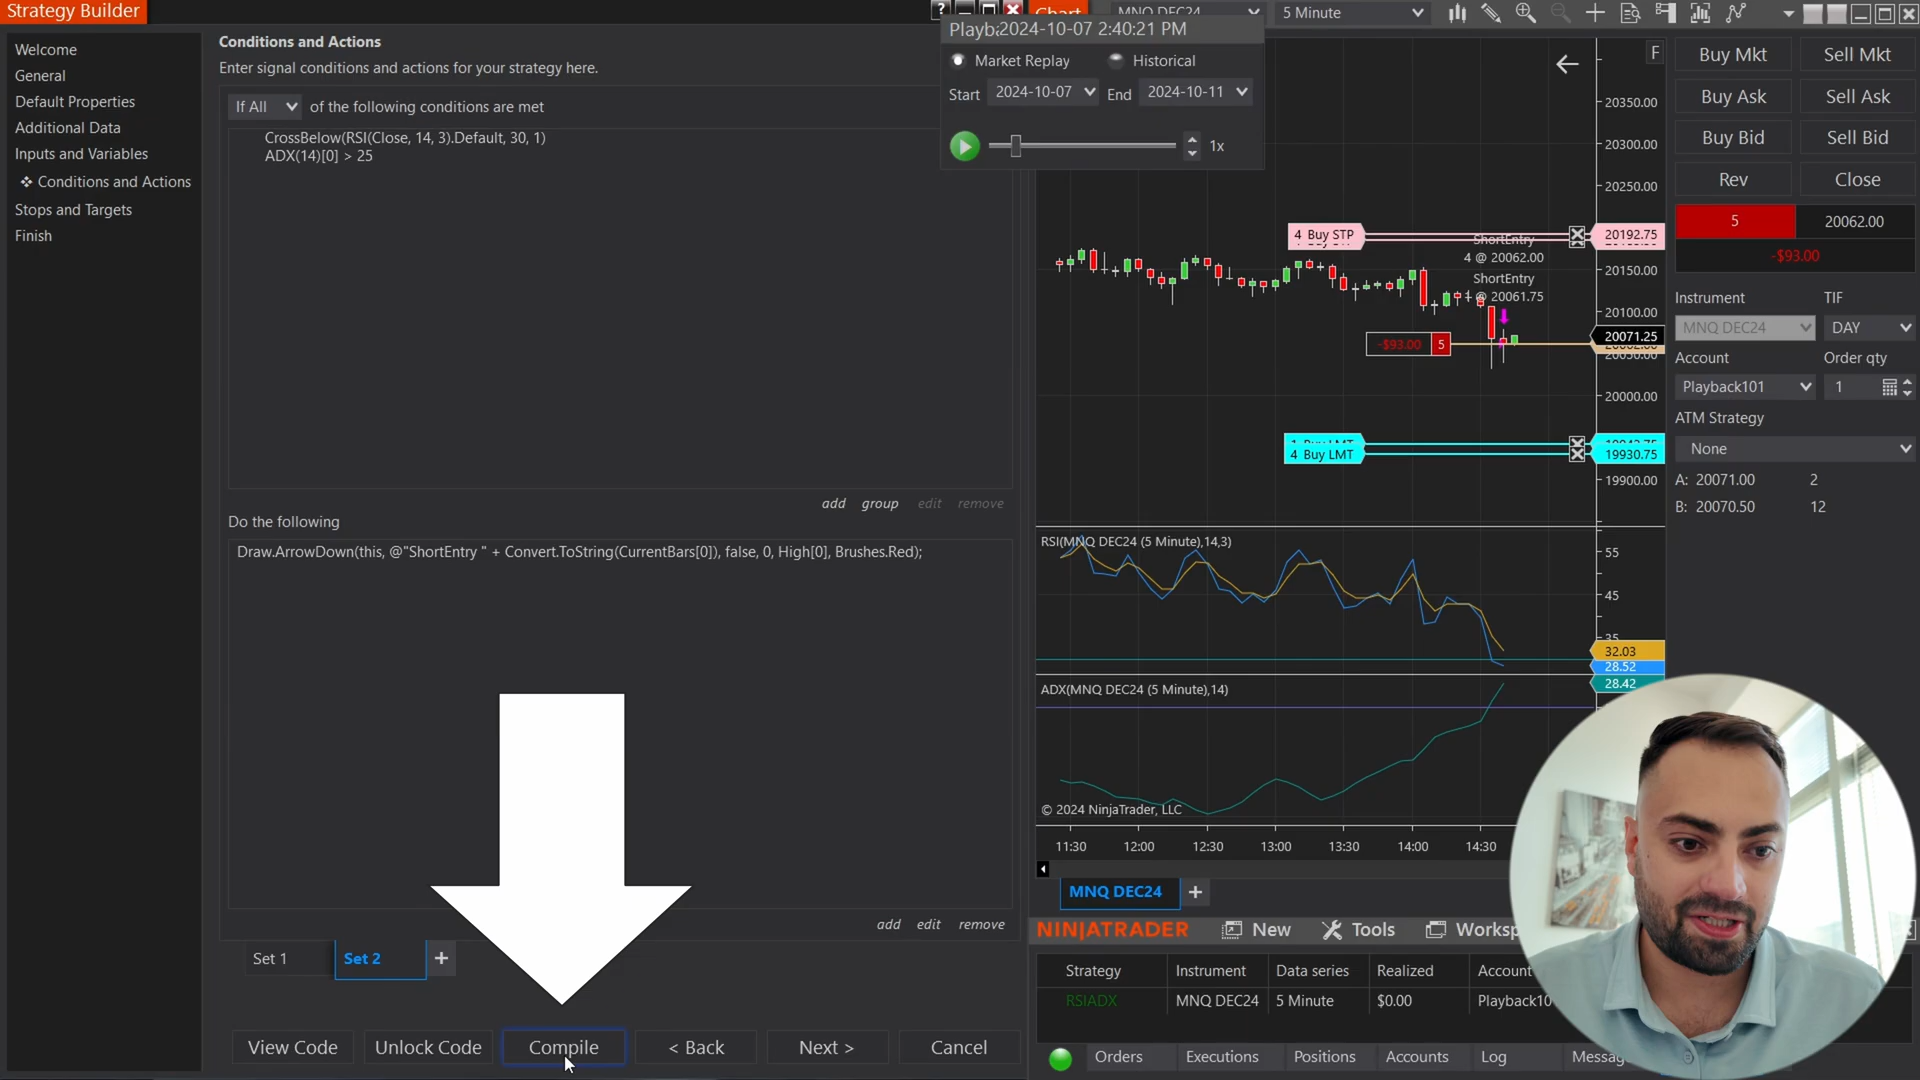 Strategy Builder
Welcome
General
Default Properties
Additional Data
Inputs and Variables
Conditions and Actions
Stops and Targets
Finish
Conditions and Actions
Enter signal conditions and actions for your strategy here.
If All
of the following conditions are met
CrossBelow(RSI(Close, 14, 3).Default, 30, 1)
ADX(14)[0] > 25
add group edit remove
Do the following
Draw.ArrowDown(this, @"ShortEntry " + Convert.ToString(CurrentBars[0]), false, 0, High[0], Brushes.Red);
add edit remove
Set 1
Set 2
+
View Code
Unlock Code
Compile
< Back
Next >
Cancel
Chart
MNQ DEC24
5 Minute
2024-10-07 2:40:21 PM
Market Replay
Historical
Start 2024-10-07
End 2024-10-11
1x
F
20350.00
20300.00
20250.00
4 Buy STP
20192.75
ShortEntry
4 @ 20062.00
ShortEntry
@ 20061.75
20150.00
20100.00
20071.25
-$93.00 5
20050.00
20000.00
4 Buy LMT
19930.75
19900.00
RSI(MNQ DEC24 (5 Minute),14,3)
55
45
35
32.03
28.52
28.42
ADX(MNQ DEC24 (5 Minute),14)
© 2024 NinjaTrader, LLC
11:30 12:00 12:30 13:00 13:30 14:00 14:30
MNQ DEC24
+
Buy Mkt
Sell Mkt
Buy Ask
Sell Ask
Buy Bid
Sell Bid
Rev
Close
5
20062.00
-$93.00
Instrument
TIF
MNQ DEC24
DAY
Account
Order qty
Playback101
1
ATM Strategy
None
A: 20071.00 2
B: 20070.50 12
NINJATRADER
New
Tools
Strategy Instrument Data series Realized Account
RSIADX MNQ DEC24 5 Minute $0.00
Orders Executions Positions Accounts Log